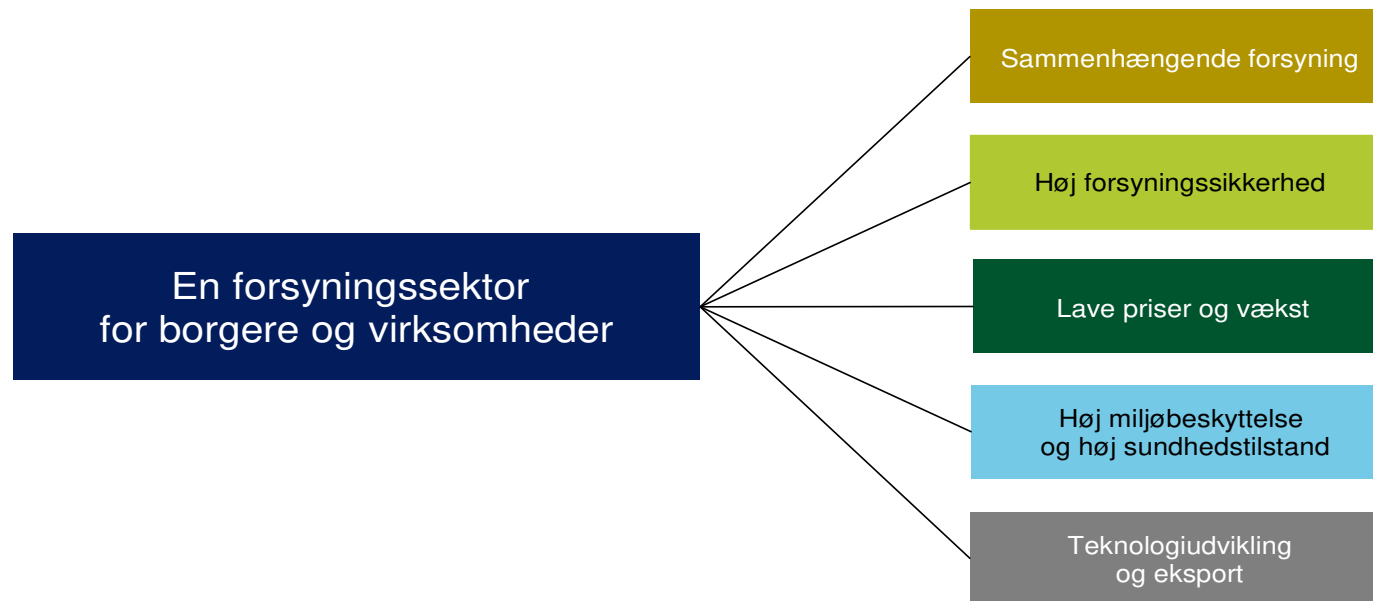 En forsyningssektor
for borgere og virksomheder
Sammenhængende forsyning
Høj forsyningssikkerhed
Lave priser og vækst
Høj miljøbeskyttelse
og høj sundhedstilstand
Teknologiudvikling
og eksport